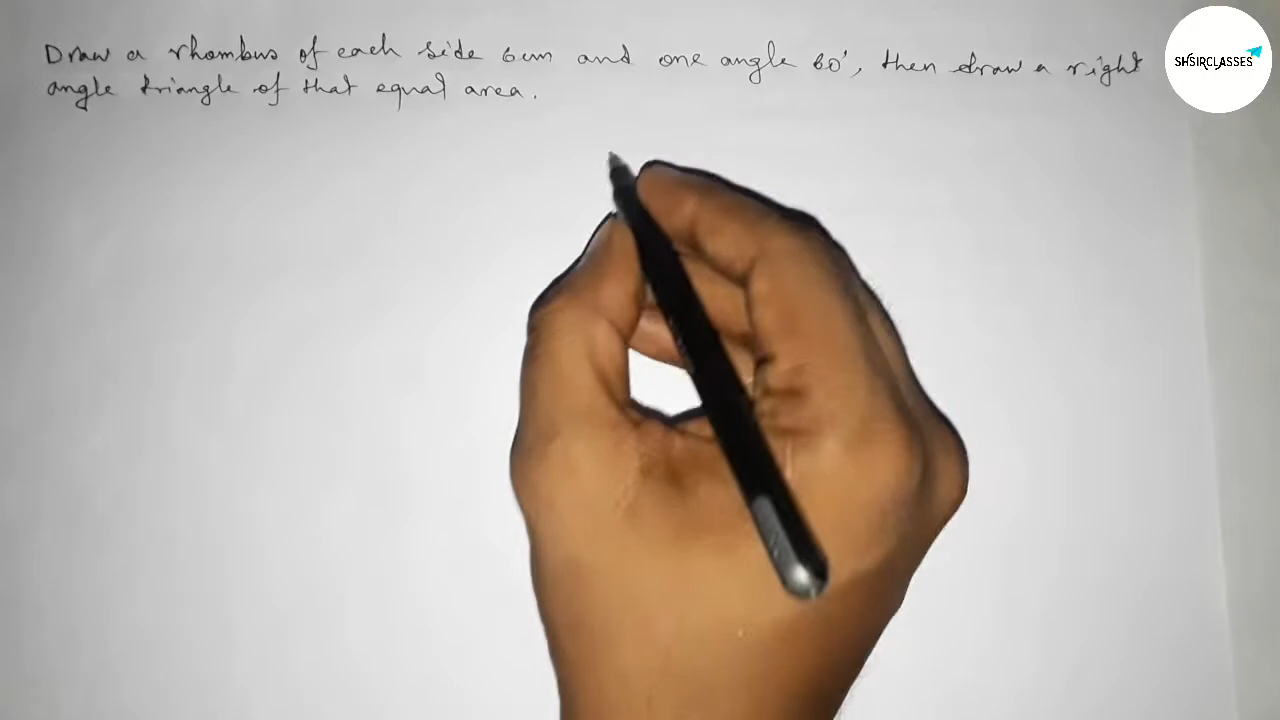 Draw a rhombus of each side 6cm and one angle 60°, then draw a right
angle triangle of that equal area.
SHSIRCLASSES